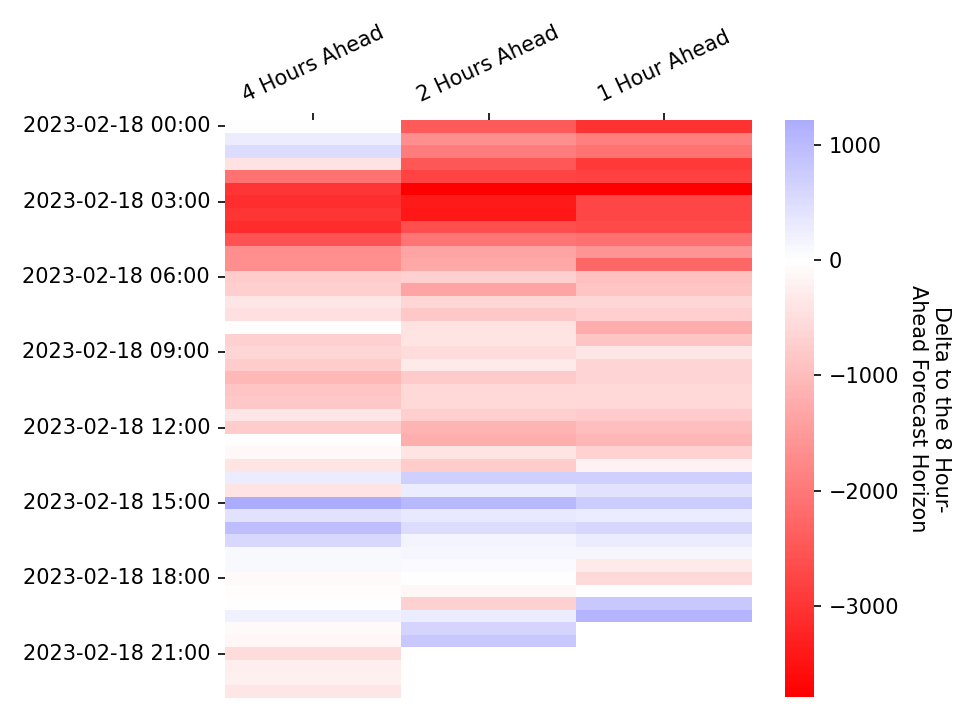 4 Hours Ahead
2 Hours Ahead
1 Hour Ahead
2023-02-18 00:00
2023-02-18 03:00
2023-02-18 06:00
2023-02-18 09:00
2023-02-18 12:00
2023-02-18 15:00
2023-02-18 18:00
2023-02-18 21:00
1000
0
−1000
−2000
−3000
Delta to the 8 Hour-
Ahead Forecast Horizon